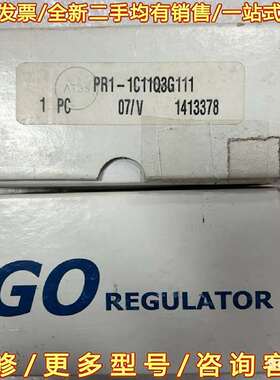 发票/全新二手均有销售/一站式
PR1-1C11Q3G111
1 PC 07/V 1413378
GO REGULATOR
修/更多型号/咨询客